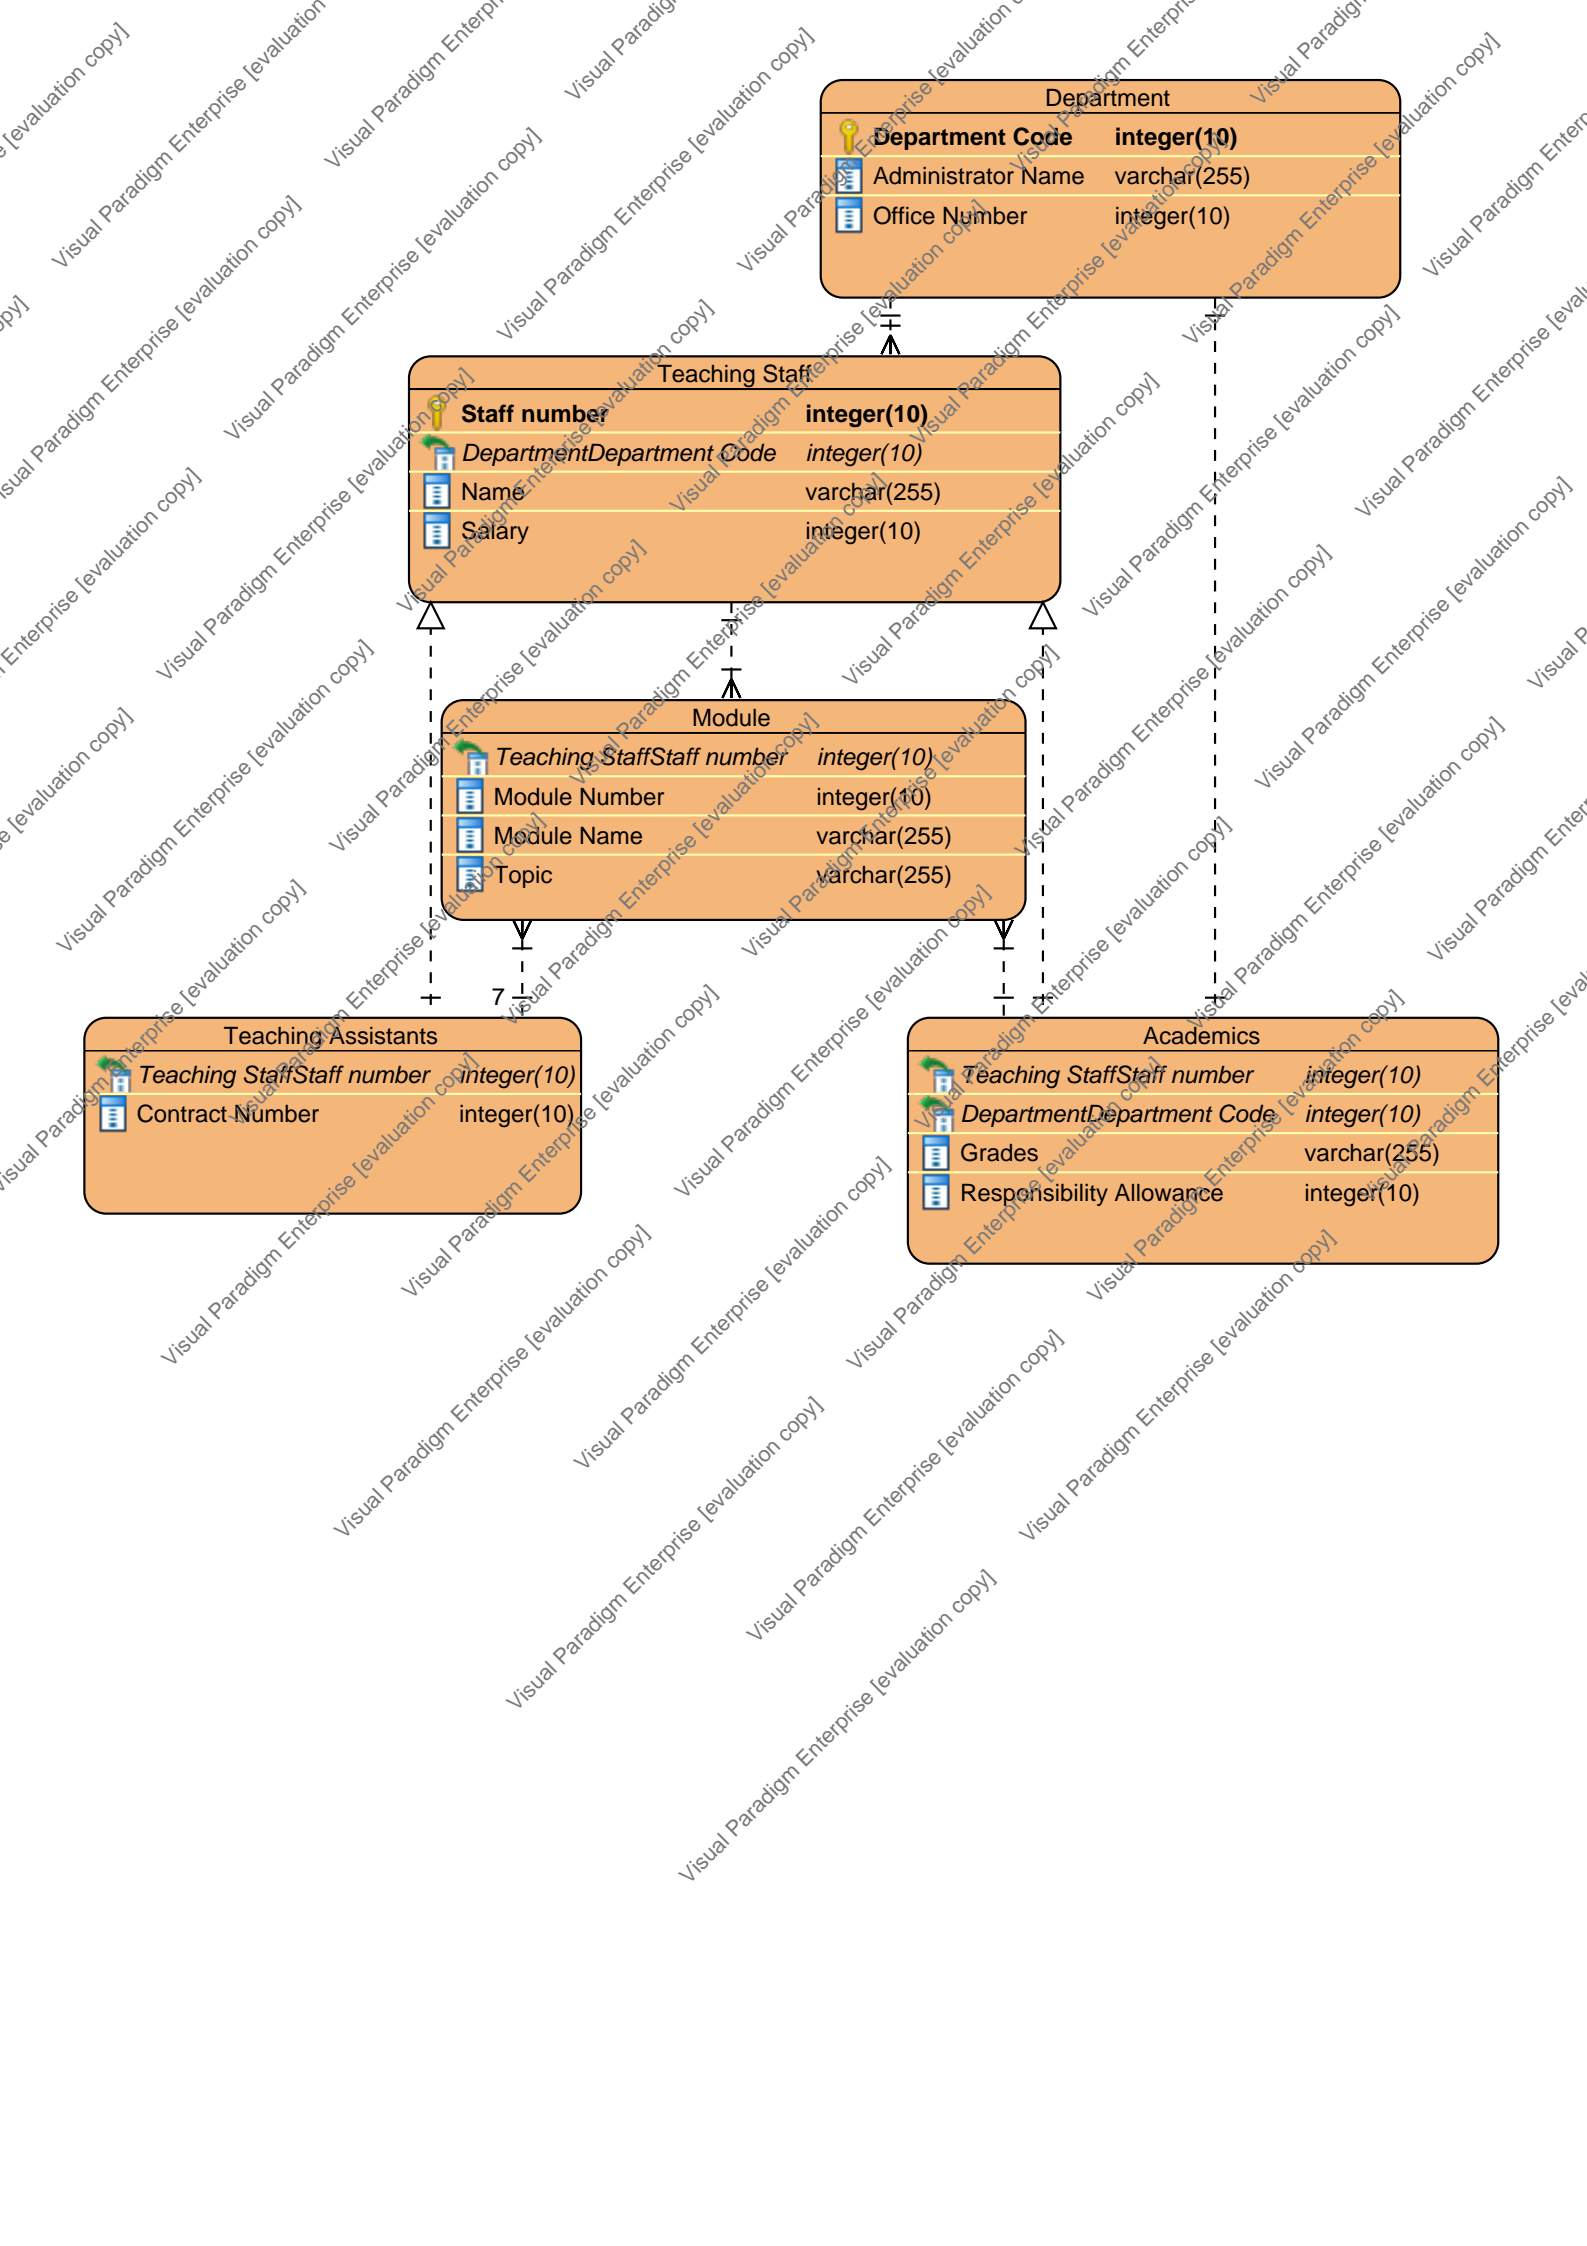 Department
Department Code integer(10)
Administrator Name varchar(255)
Office Number integer(10)
Teaching Staff
Staff number integer(10)
DepartmentDepartment Code integer(10)
Name varchar(255)
Salary integer(10)
Module
Teaching StaffStaff number integer(10)
Module Number integer(10)
Module Name varchar(255)
Topic varchar(255)
7
Teaching Assistants
Teaching StaffStaff number integer(10)
Contract Number integer(10)
Academics
Teaching StaffStaff number integer(10)
DepartmentDepartment Code integer(10)
Grades varchar(255)
Responsibility Allowance integer(10)
Visual Paradigm Enterprise [evaluation copy]